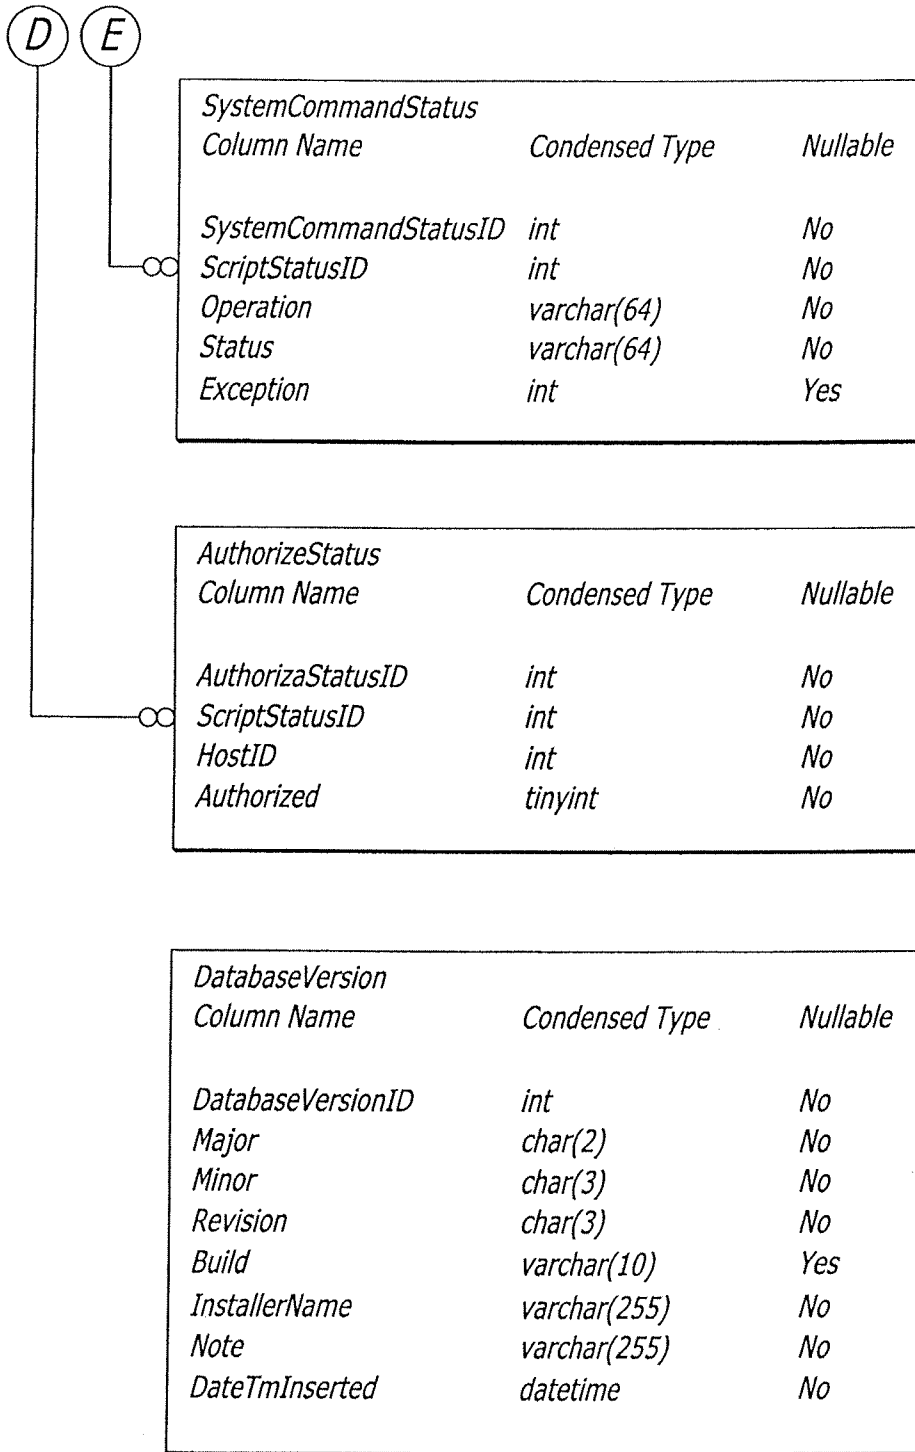 D E
SystemCommandStatus
Column Name Condensed Type Nullable
SystemCommandStatusID int No
ScriptStatusID int No
Operation varchar(64) No
Status varchar(64) No
Exception int Yes
AuthorizeStatus
Column Name Condensed Type Nullable
AuthorizaStatusID int No
ScriptStatusID int No
HostID int No
Authorized tinyint No
DatabaseVersion
Column Name Condensed Type Nullable
DatabaseVersionID int No
Major char(2) No
Minor char(3) No
Revision char(3) No
Build varchar(10) Yes
InstallerName varchar(255) No
Note varchar(255) No
DateTmInserted datetime No